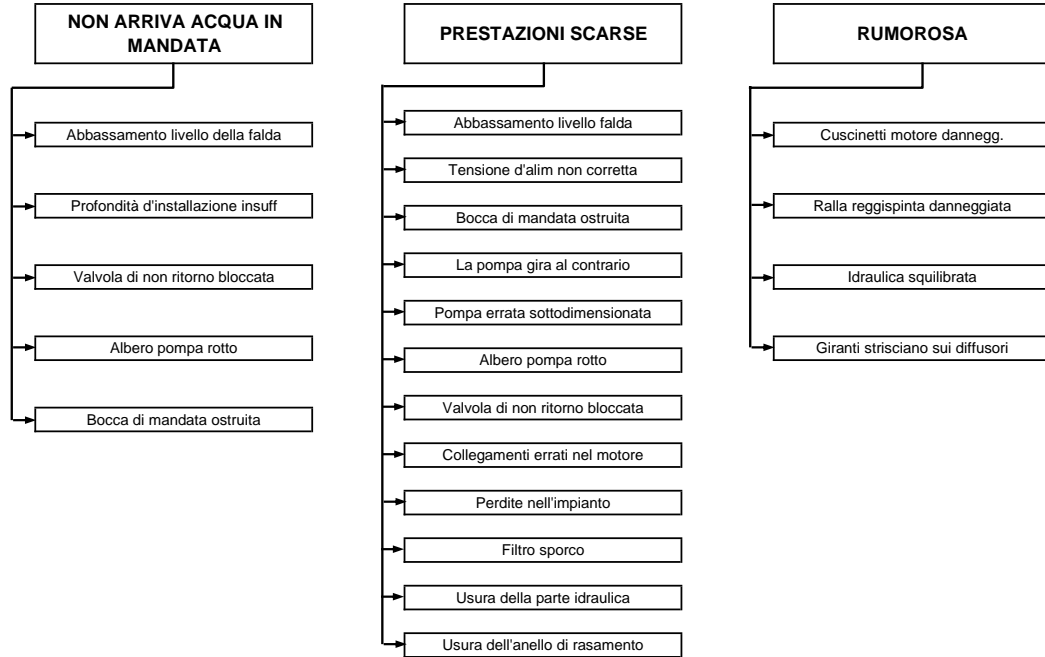 NON ARRIVA ACQUA IN
MANDATA
Abbassamento livello della falda
Profondità d'installazione insuff
Valvola di non ritorno bloccata
Albero pompa rotto
Bocca di mandata ostruita
PRESTAZIONI SCARSE
Abbassamento livello falda
Tensione d'alim non corretta
Bocca di mandata ostruita
La pompa gira al contrario
Pompa errata sottodimensionata
Albero pompa rotto
Valvola di non ritorno bloccata
Collegamenti errati nel motore
Perdite nell'impianto
Filtro sporco
Usura della parte idraulica
Usura dell'anello di rasamento
RUMOROSA
Cuscinetti motore dannegg.
Ralla reggispinta danneggiata
Idraulica squilibrata
Giranti strisciano sui diffusori